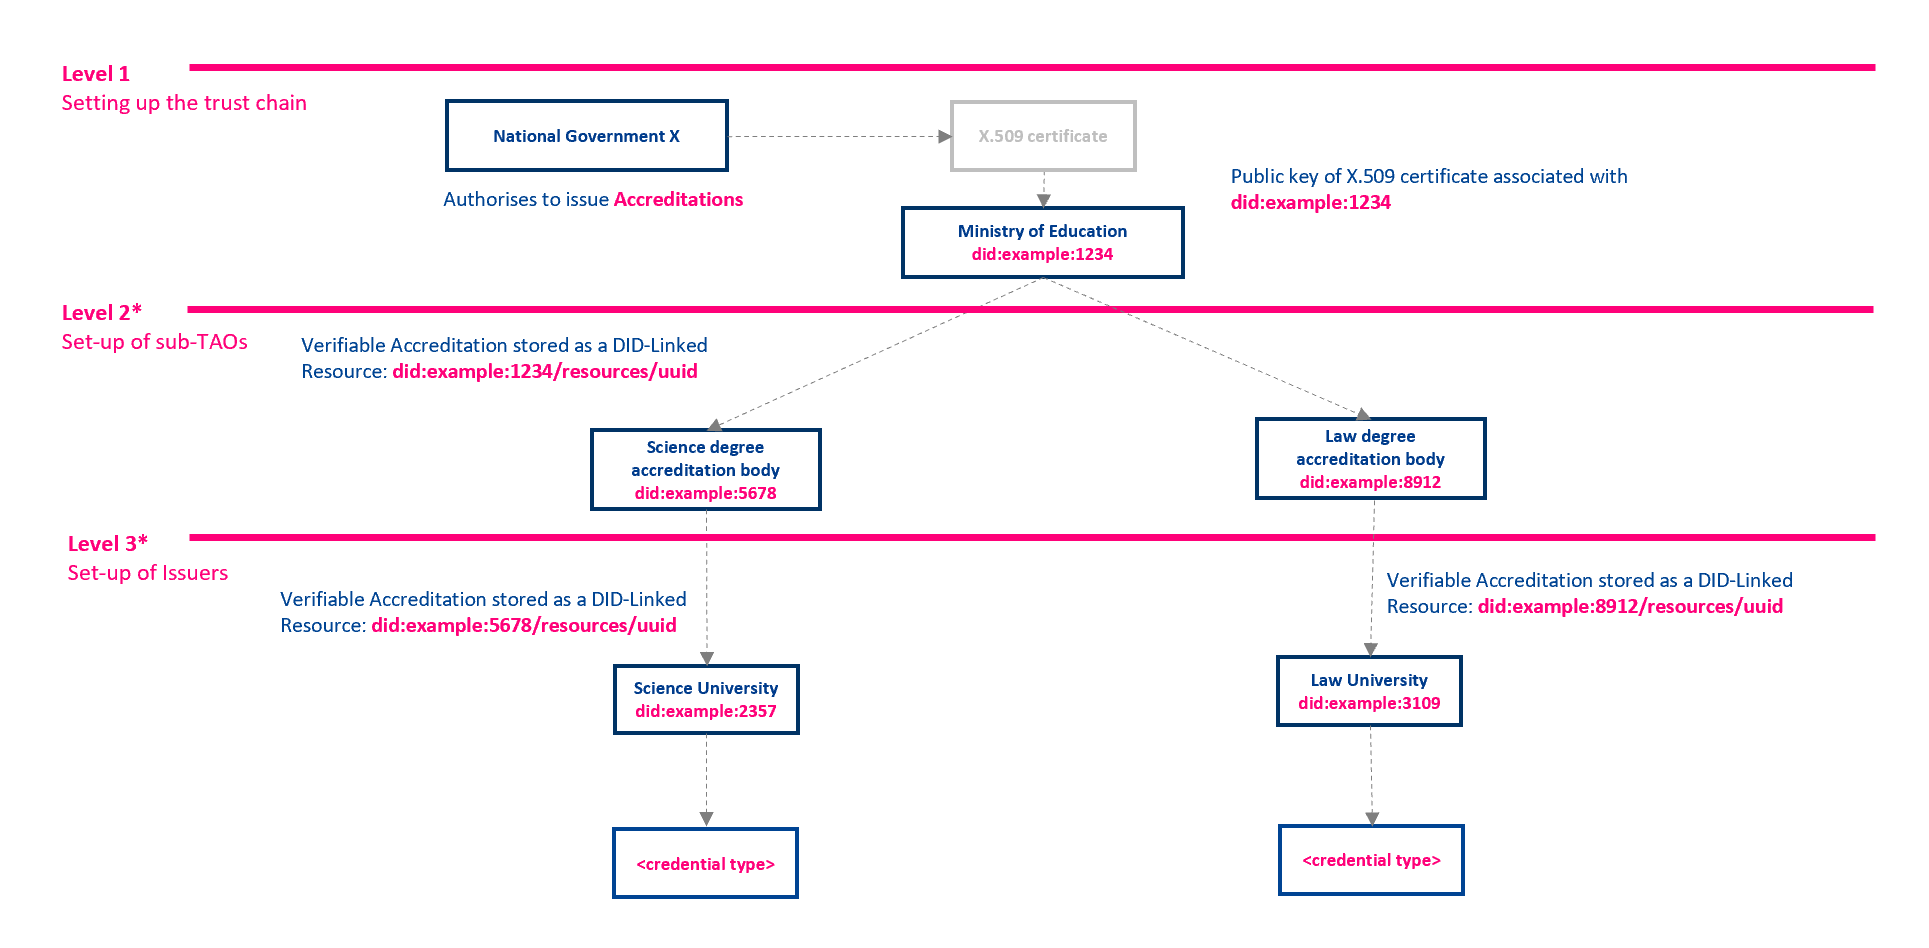 Level 1
Setting up the trust chain
National Government X
X.509 certificate
Authorises to issue Accreditations
Public key of X.509 certificate associated with
did:example:1234
Ministry of Education
did:example:1234
Level 2*
Set-up of sub-TAOs
Verifiable Accreditation stored as a DID-Linked
Resource: did:example:1234/resources/uuid
Science degree
accreditation body
did:example:5678
Law degree
accreditation body
did:example:8912
Level 3*
Set-up of Issuers
Verifiable Accreditation stored as a DID-Linked
Resource: did:example:5678/resources/uuid
Verifiable Accreditation stored as a DID-Linked
Resource: did:example:8912/resources/uuid
Science University
did:example:2357
Law University
did:example:3109
<credential type>
<credential type>